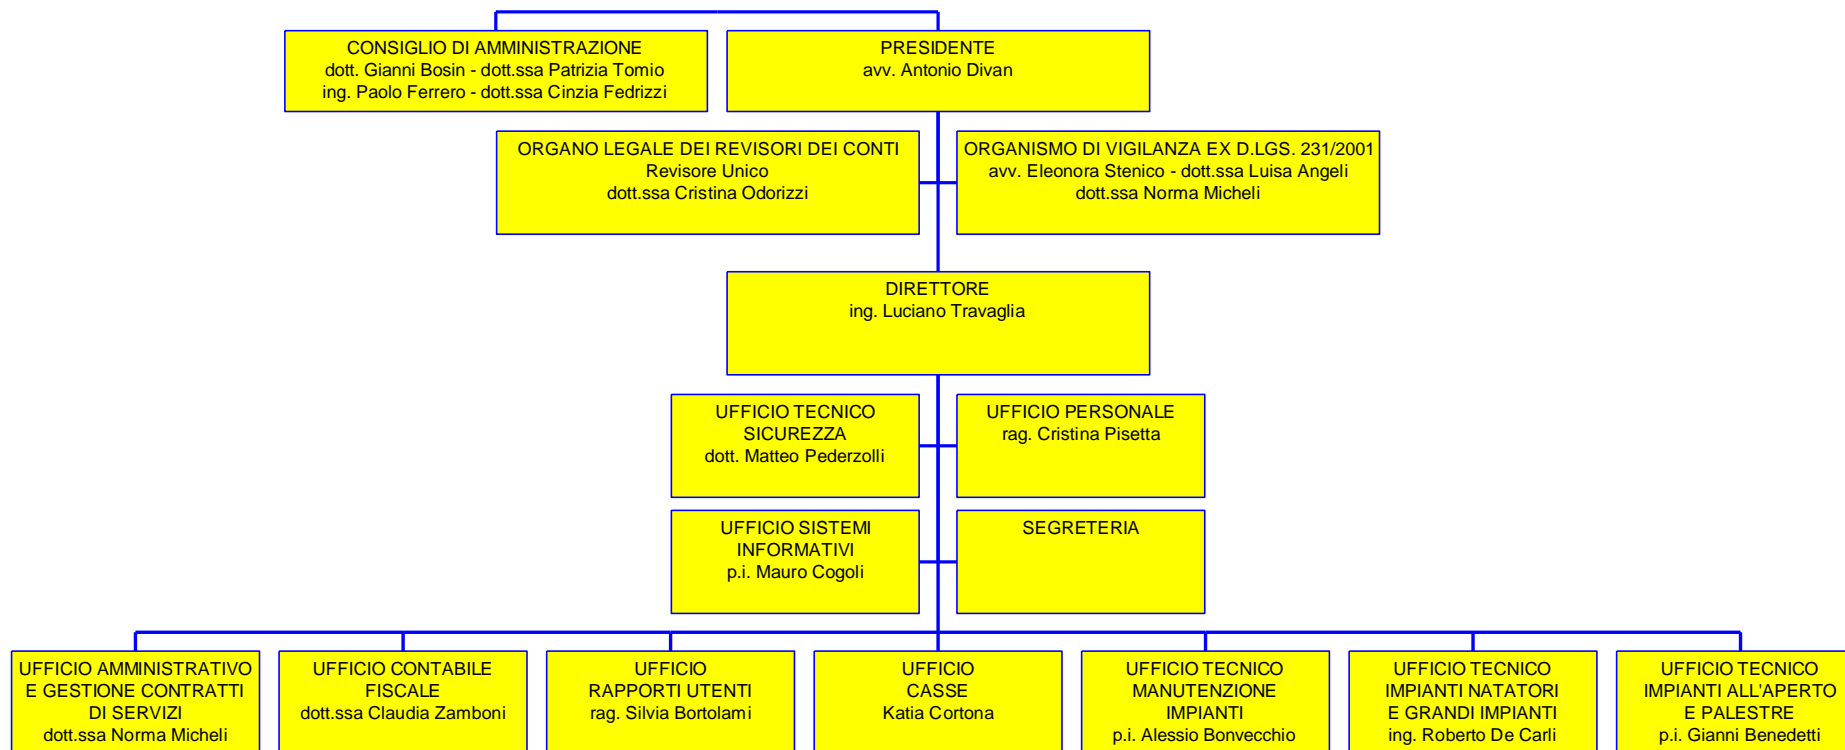 CONSIGLIO DI AMMINISTRAZIONE
dott. Gianni Bosin - dott.ssa Patrizia Tomio
ing. Paolo Ferrero - dott.ssa Cinzia Fedrizzi
PRESIDENTE
avv. Antonio Divan
ORGANO LEGALE DEI REVISORI DEI CONTI
Revisore Unico
dott.ssa Cristina Odorizzi
ORGANISMO DI VIGILANZA EX D.LGS. 231/2001
avv. Eleonora Stenico - dott.ssa Luisa Angeli
dott.ssa Norma Micheli
DIRETTORE
ing. Luciano Travaglia
UFFICIO TECNICO
SICUREZZA
dott. Matteo Pederzolli
UFFICIO PERSONALE
rag. Cristina Pisetta
UFFICIO SISTEMI
INFORMATIVI
p.i. Mauro Cogoli
SEGRETERIA
UFFICIO AMMINISTRATIVO
E GESTIONE CONTRATTI
DI SERVIZI
dott.ssa Norma Micheli
UFFICIO CONTABILE
FISCALE
dott.ssa Claudia Zamboni
UFFICIO
RAPPORTI UTENTI
rag. Silvia Bortolami
UFFICIO
CASSE
Katia Cortona
UFFICIO TECNICO
MANUTENZIONE
IMPIANTI
p.i. Alessio Bonvecchio
UFFICIO TECNICO
IMPIANTI NATATORI
E GRANDI IMPIANTI
ing. Roberto De Carli
UFFICIO TECNICO
IMPIANTI ALL'APERTO
E PALESTRE
p.i. Gianni Benedetti